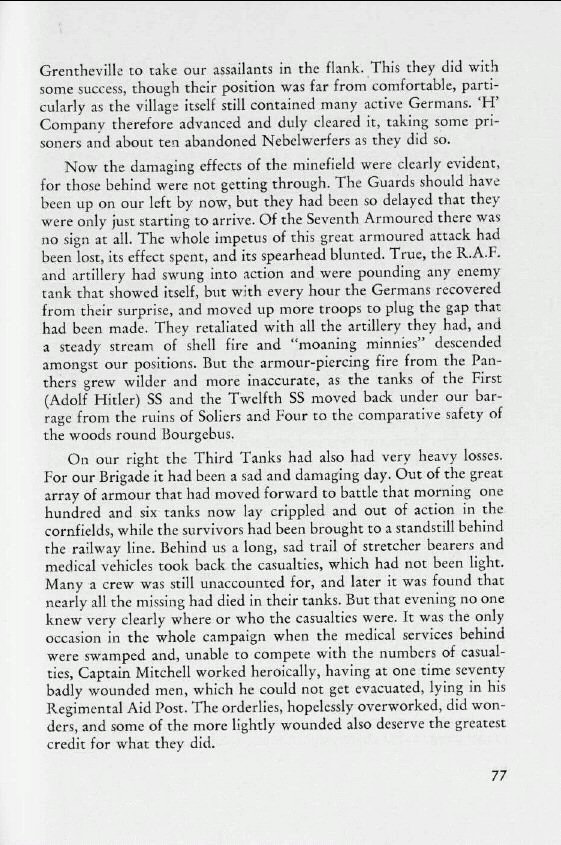 Grentheville to take our assailants in the flank. This they did with
some success, though their position was far from comfortable, parti-
cularly as the village itself still contained many active Germans. ‘H’
Company therefore advanced and duly cleared it, taking some pri-
soners and about ten abandoned Nebelwerfers as they did so.
Now the damaging effects of the minefield were clearly evident,
for those behind were not getting through. The Guards should have
been up on our left by now, but they had been so delayed that they
were only just starting to arrive. Of the Seventh Armoured there was
no sign at all. The whole impetus of this great armoured attack had
been lost, its effect spent, and its spearhead blunted. True, the R.A.F.
and artillery had swung into action and were pounding any enemy
tank that showed itself, but with every hour the Germans recovered
from their surprise, and moved up more troops to plug the gap that
had been made. They retaliated with all the artillery they had, and
a steady stream of shell fire and “moaning minnies” descended
amongst our positions. But the armour-piercing fire from the Pan-
thers grew wilder and more inaccurate, as the tanks of the First
(Adolf Hitler) SS and the Twelfth SS moved back under our bar-
rage from the ruins of Soliers and Four to the comparative safety of
the woods round Bourgebus.
On our right the Third Tanks had also had very heavy losses.
For our Brigade it had been a sad and damaging day. Out of the great
array of armour that had moved forward to battle that morning one
hundred and six tanks now lay crippled and out of action in the
cornfields, while the survivors had been brought to a standstill behind
the railway line. Behind us a long, sad trail of stretcher bearers and
medical vehicles took back the casualties, which had not been light.
Many a crew was still unaccounted for, and later it was found that
nearly all the missing had died in their tanks. But that evening no one
knew very clearly where or who the casualties were. It was the only
occasion in the whole campaign when the medical services behind
were swamped and, unable to compete with the numbers of casual-
ties, Captain Mitchell worked heroically, having at one time seventy
badly wounded men, which he could not get evacuated, lying in his
Regimental Aid Post. The orderlies, hopelessly overworked, did won-
ders, and some of the more lightly wounded also deserve the greatest
credit for what they did.
77